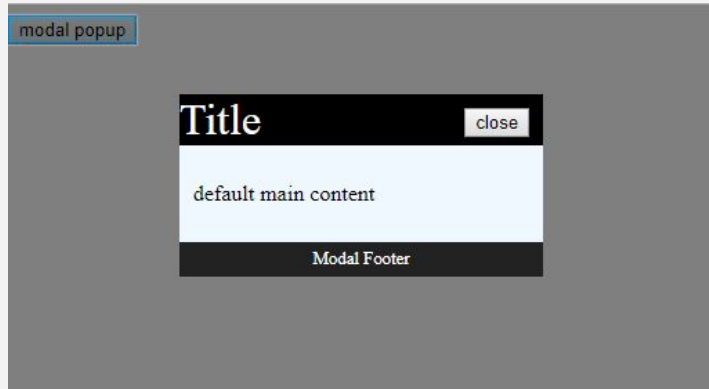 modal popup
Title
close
default main content
Modal Footer